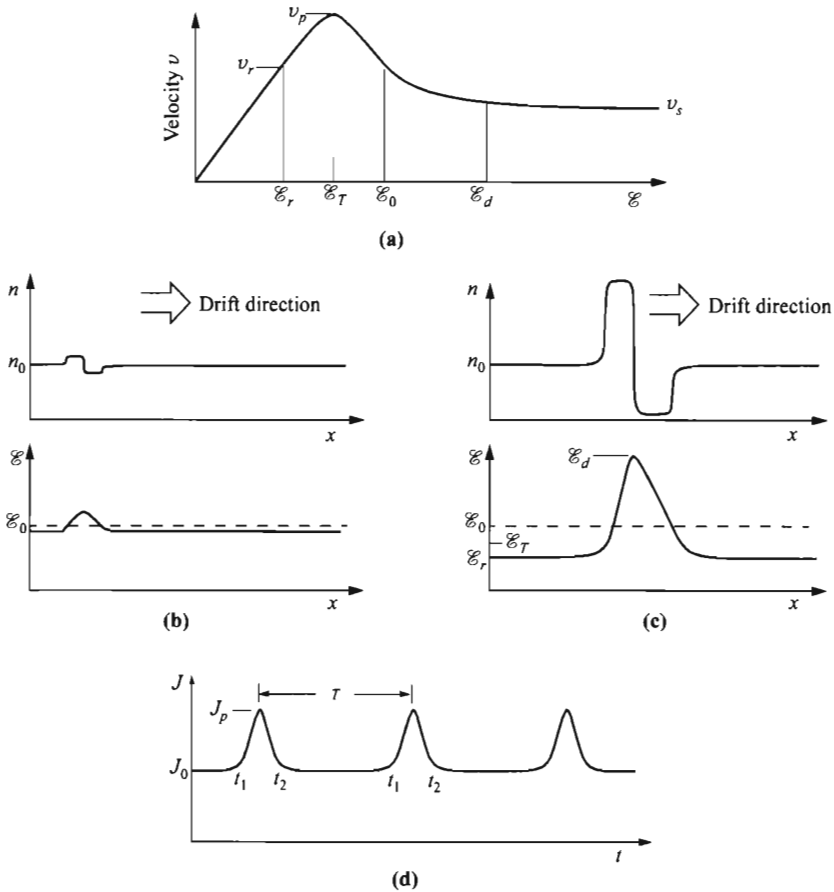 Velocity υ
υp
υr
υs
ℰr ℰT ℰ0 ℰd ℰ
(a)
n
Drift direction
n0
x
ℰ
ℰ0
x
(b)
n
Drift direction
n0
x
ℰ
ℰd
ℰ0
ℰT
ℰr
x
(c)
J
τ
Jp
J0
t1 t2 t1 t2
t
(d)